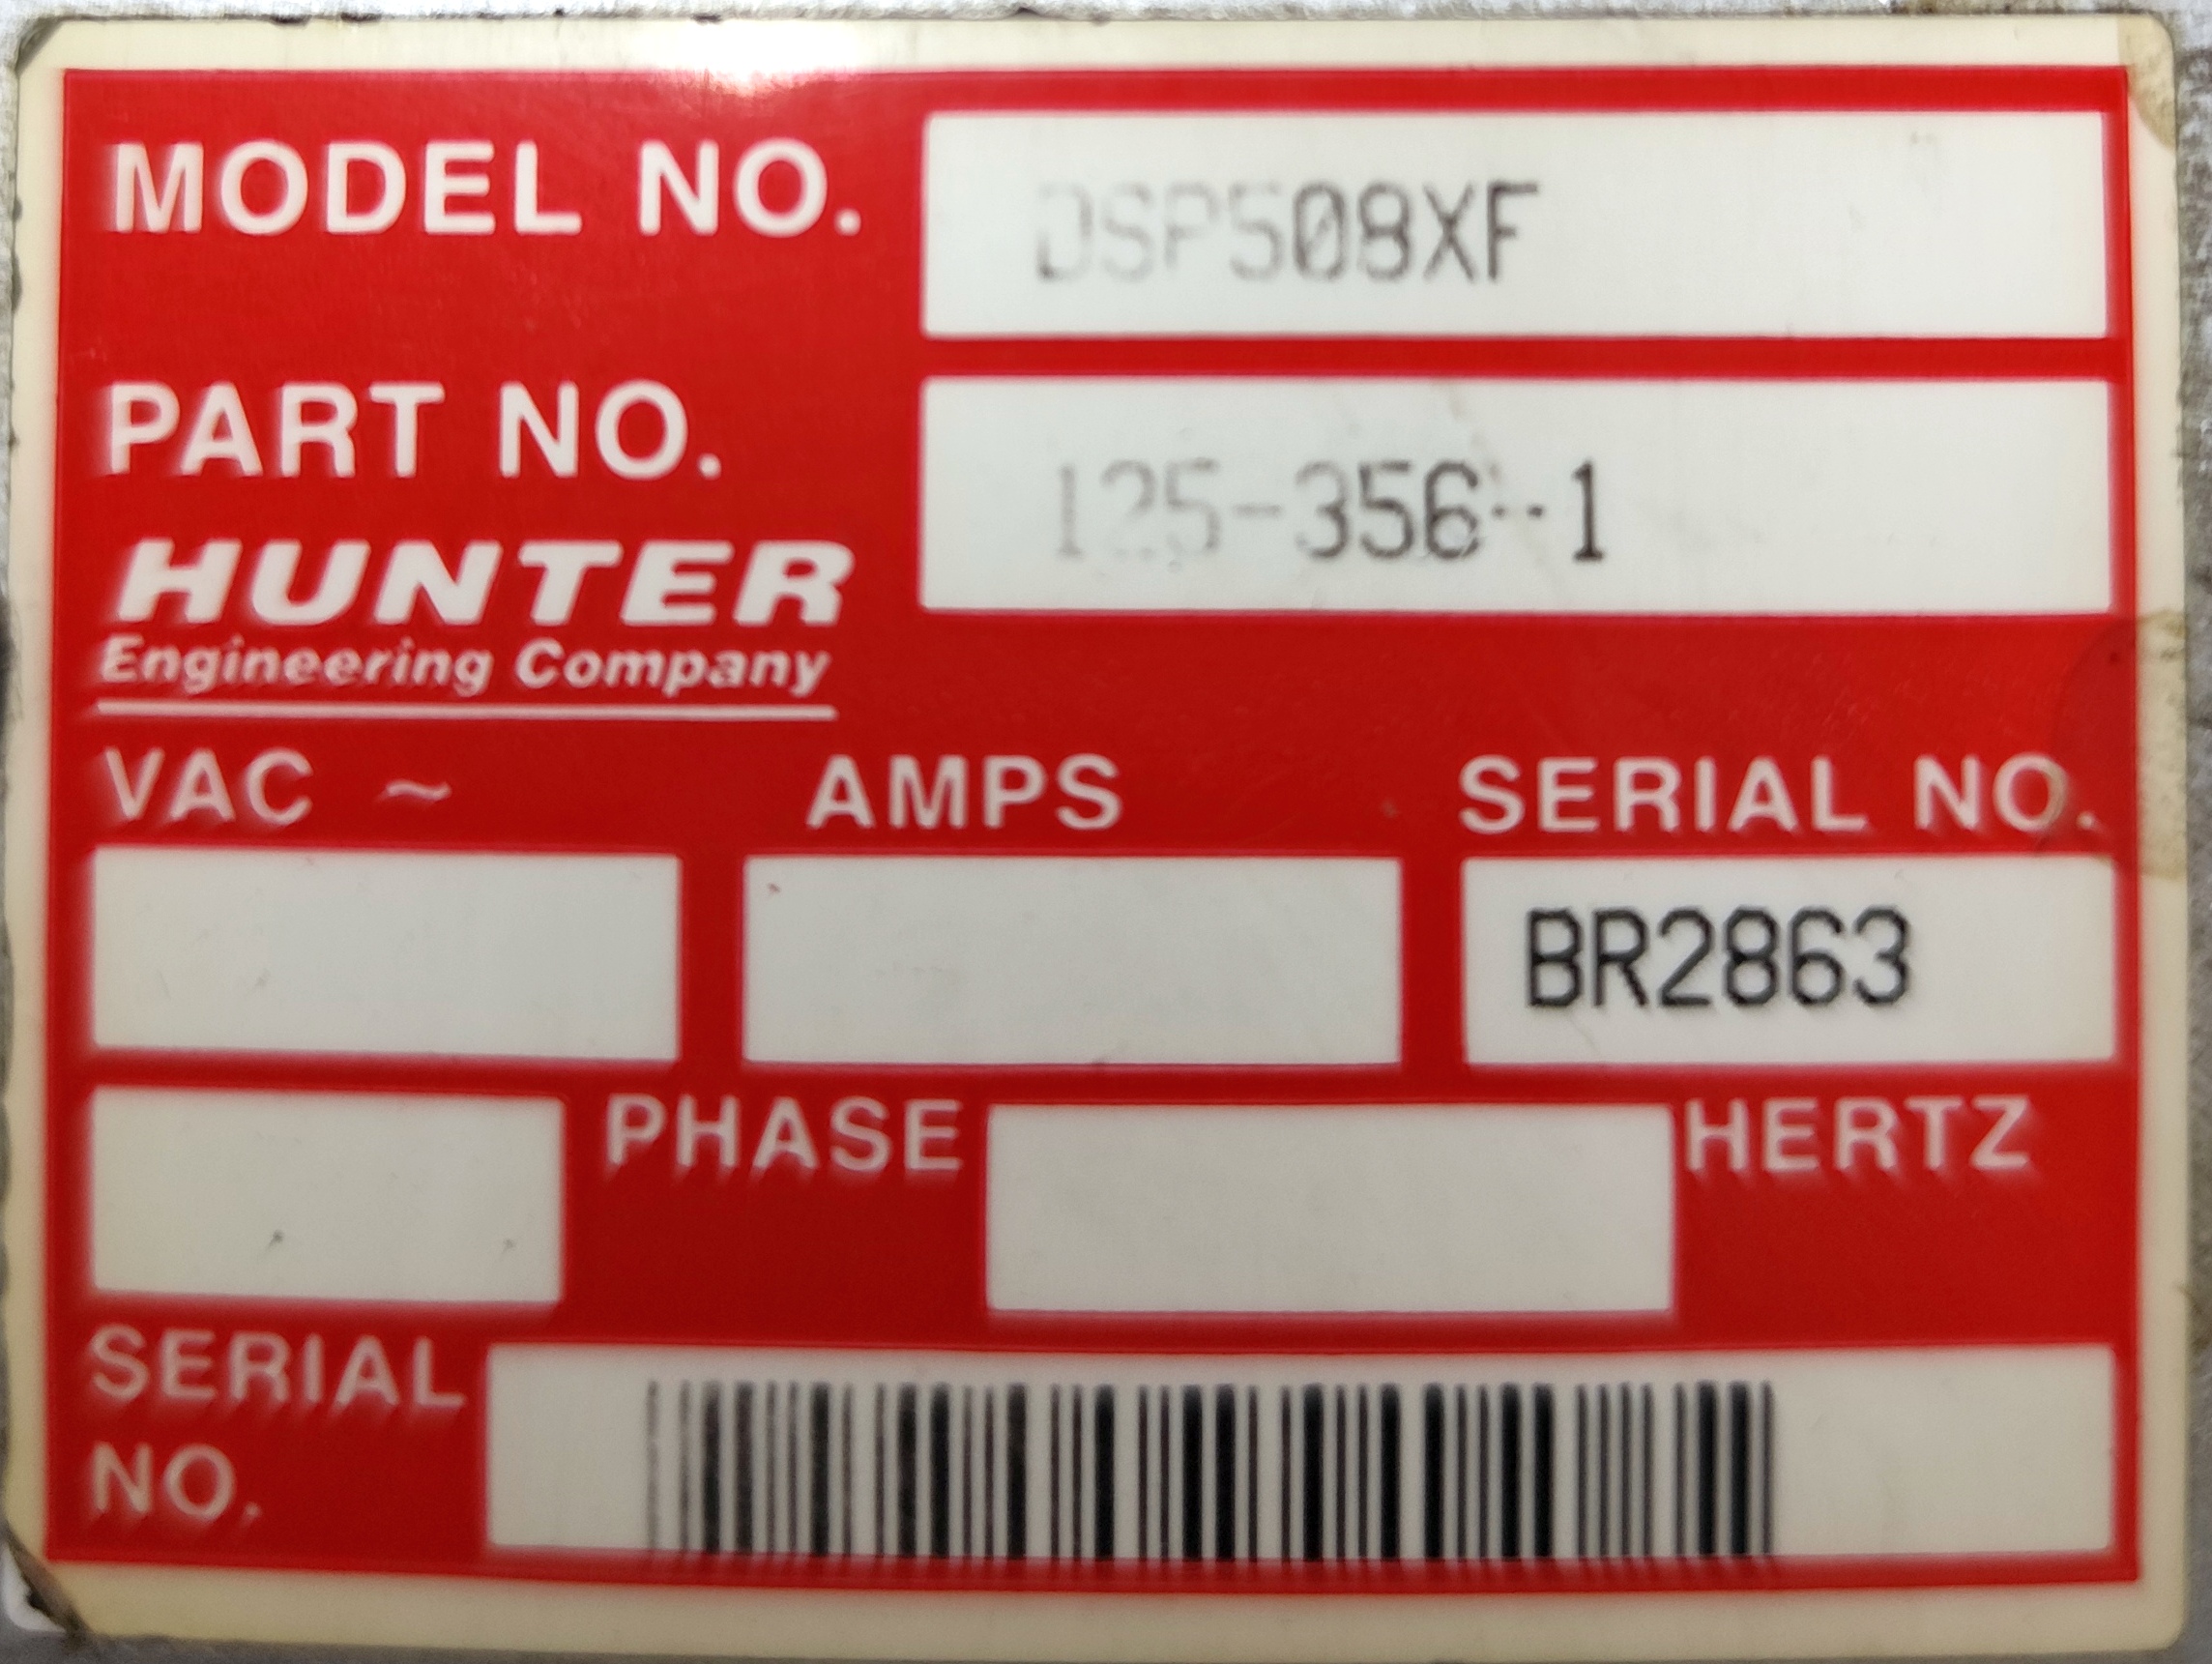 MODEL NO. DSP508XF
PART NO. 125-356-1
HUNTER
Engineering Company
VAC ~ AMPS SERIAL NO.
BR2863
PHASE HERTZ
SERIAL
NO.